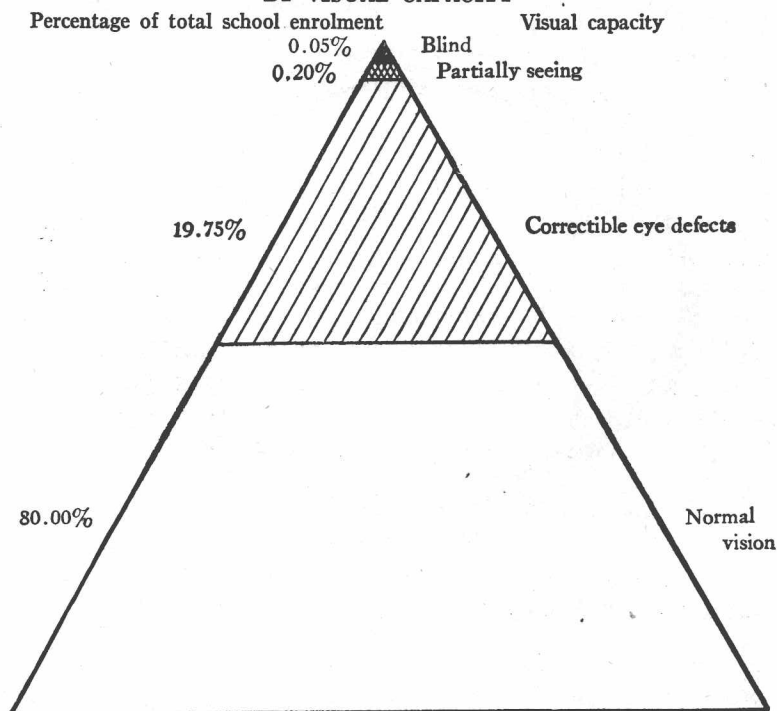 Percentage of total school enrolment Visual capacity
0.05% Blind
0.20% Partially seeing
19.75% Correctible eye defects
80.00% Normal
vision